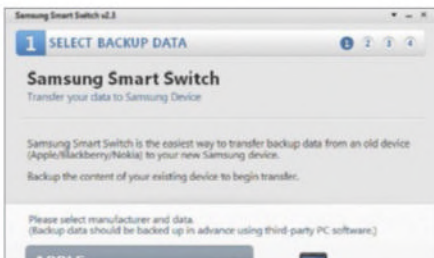 Samsung Smart Switch v2.3
1 SELECT BACKUP DATA 1 2 3 4
Samsung Smart Switch
Transfer your data to Samsung Device
Samsung Smart Switch is the easiest way to transfer backup data from an old device
(Apple/Blackberry/Nokia) to your new Samsung device.
Backup the content of your existing device to begin transfer.
Please select manufacturer and data.
(Backup data should be backed up in advance using third-party PC software.)
APPLE